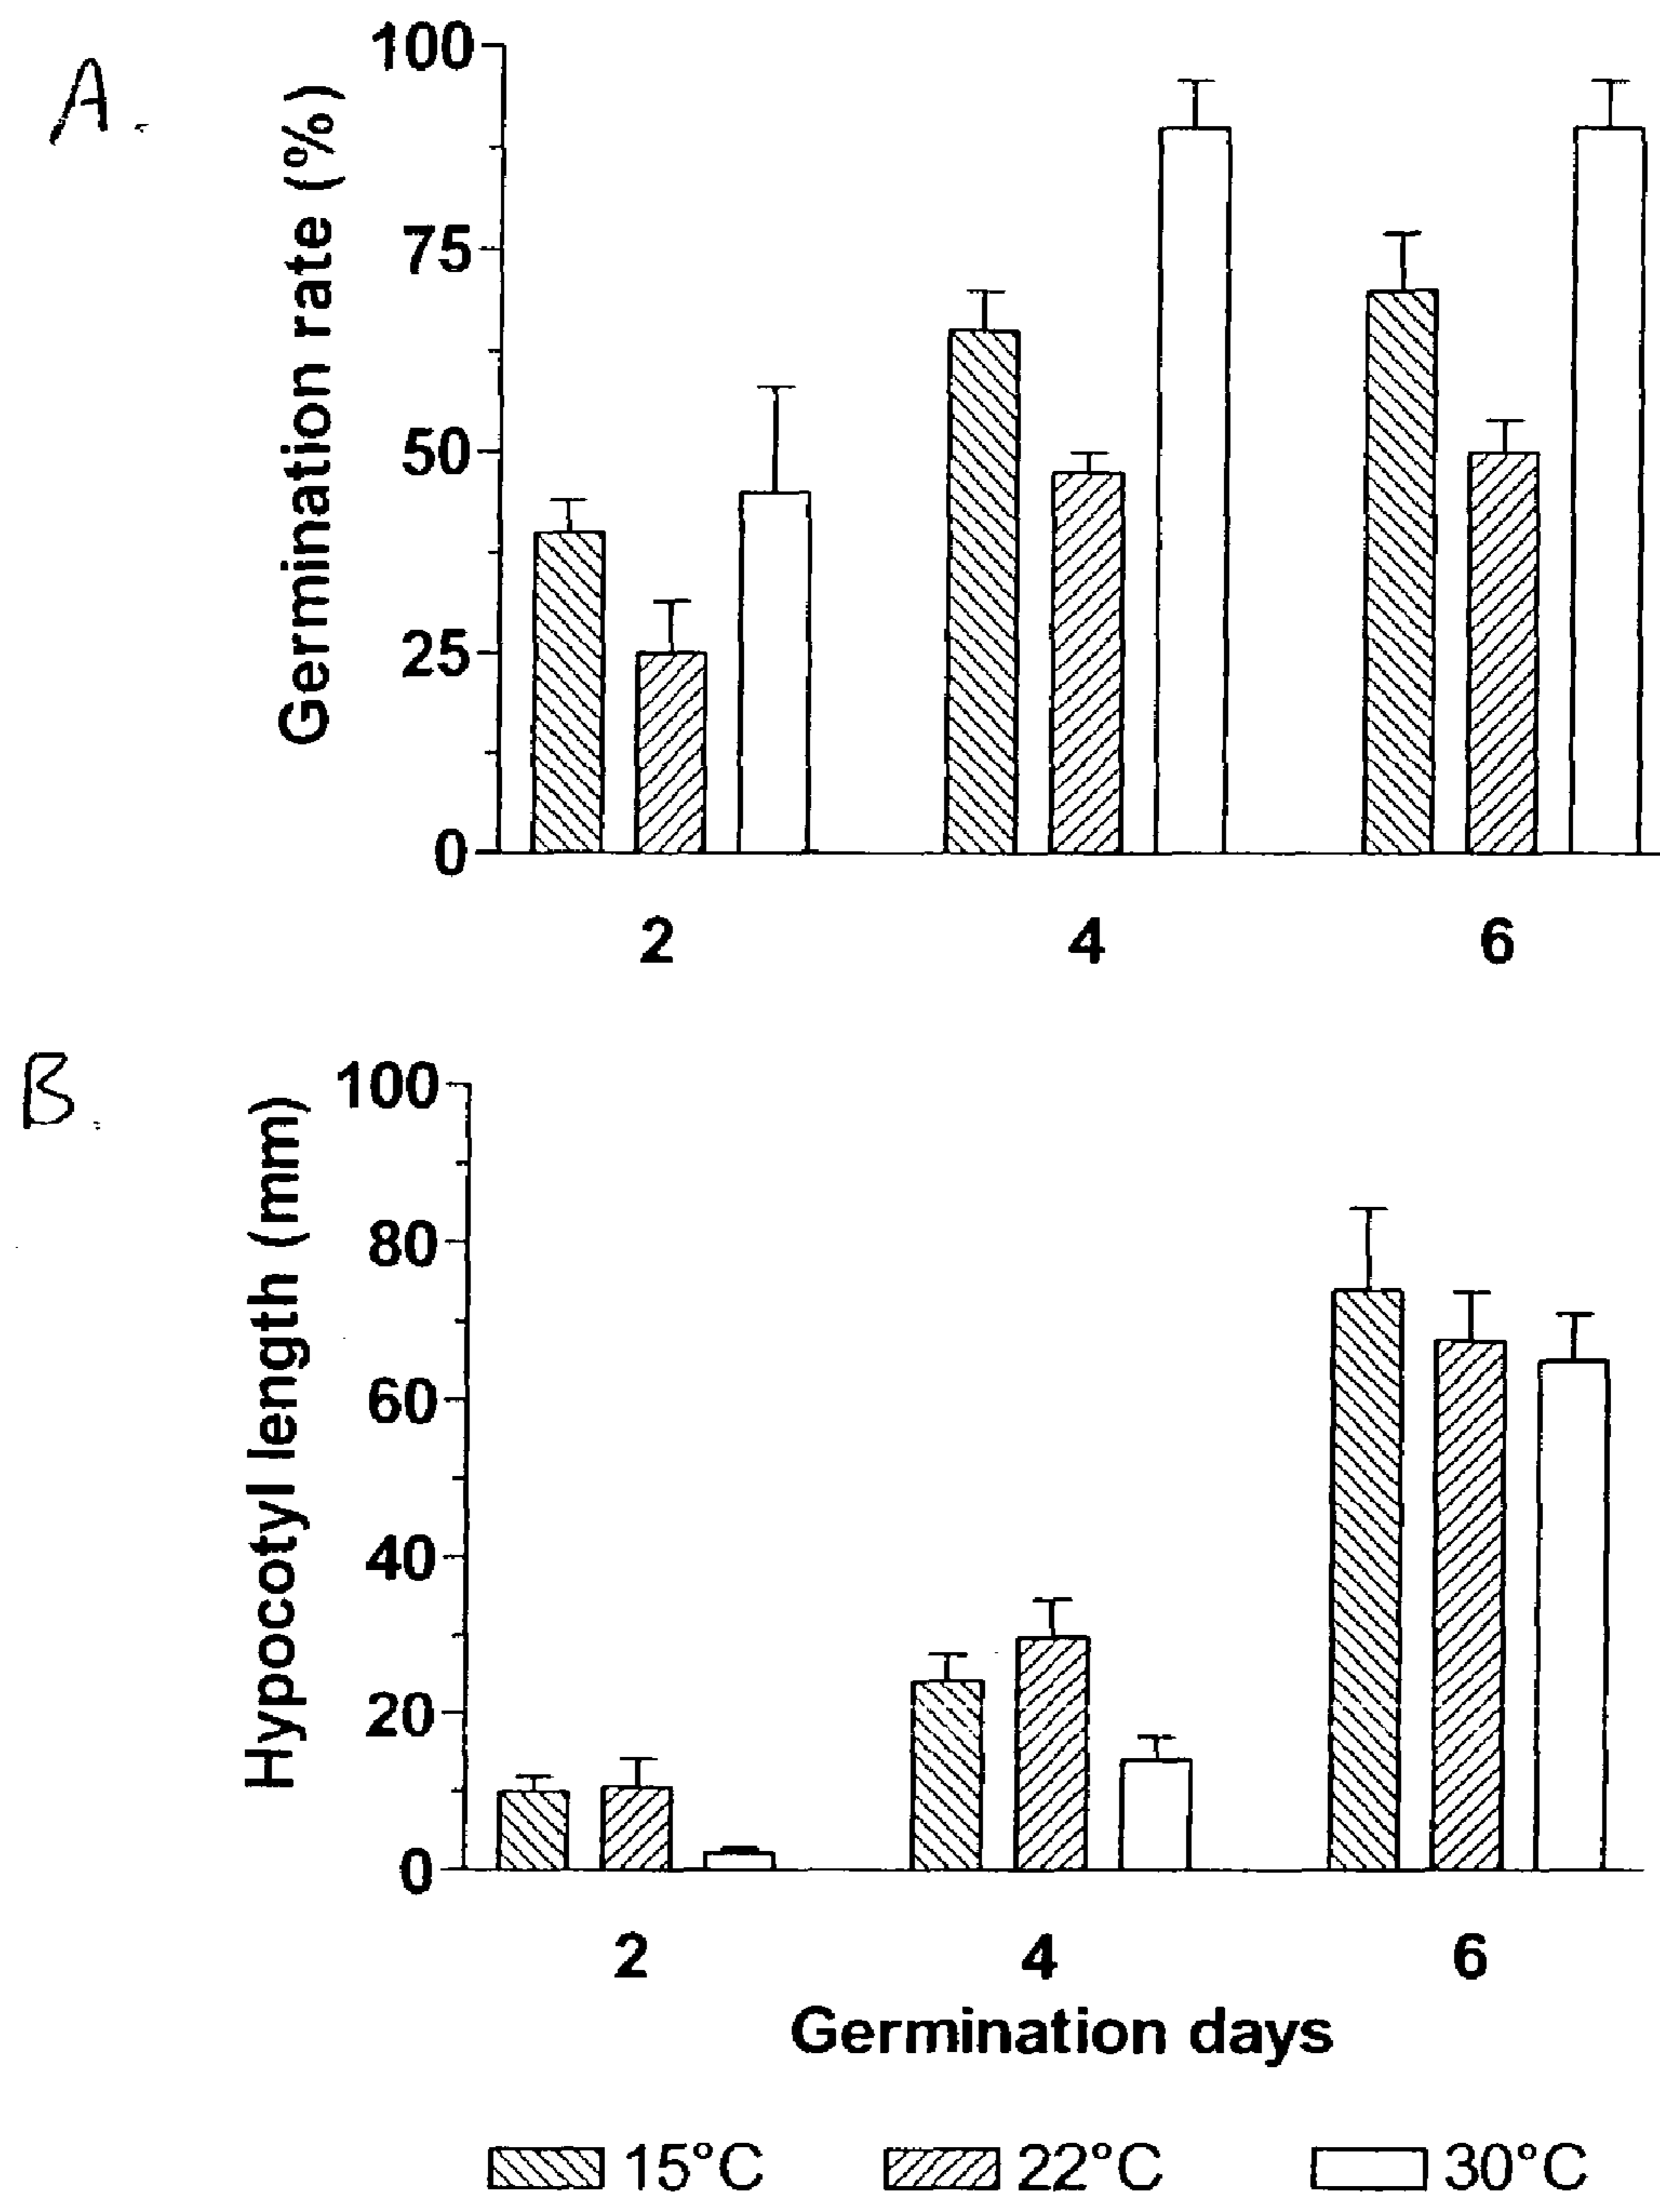 A.
Germination rate (%)
100
75
50
25
0
2 4 6
B.
Hypocotyl length (mm)
100
80
60
40
20
0
2 4 6
Germination days
15°C 22°C 30°C